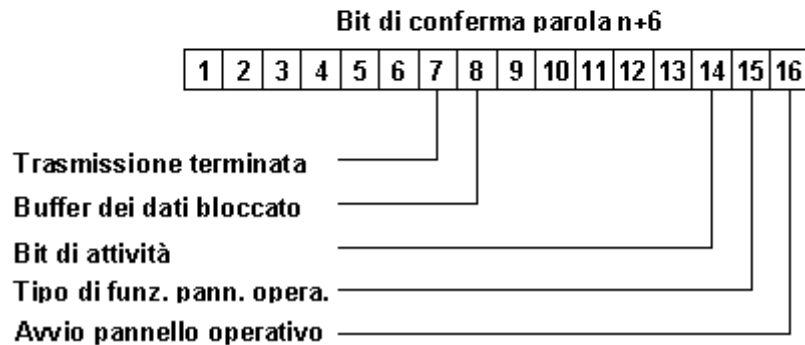 Bit di conferma parola n+6
1 2 3 4 5 6 7 8 9 10 11 12 13 14 15 16
Trasmissione terminata
Buffer dei dati bloccato
Bit di attività
Tipo di funz. pann. opera.
Avvio pannello operativo